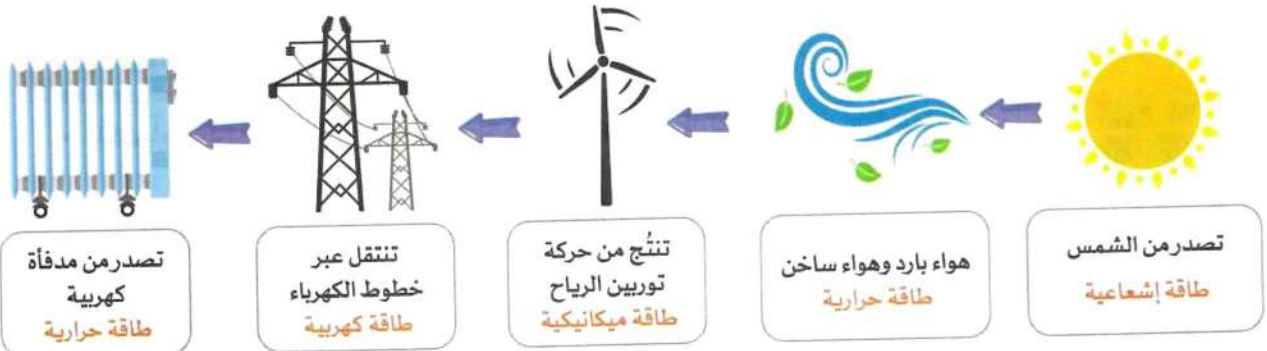 تصدر من الشمس
طاقة إشعاعية
هواء بارد وهواء ساخن
طاقة حرارية
تنتُج من حركة
توربين الرياح
طاقة ميكانيكية
تنتقل عبر
خطوط الكهرباء
طاقة كهربية
تصدر من مدفأة
كهربية
طاقة حرارية